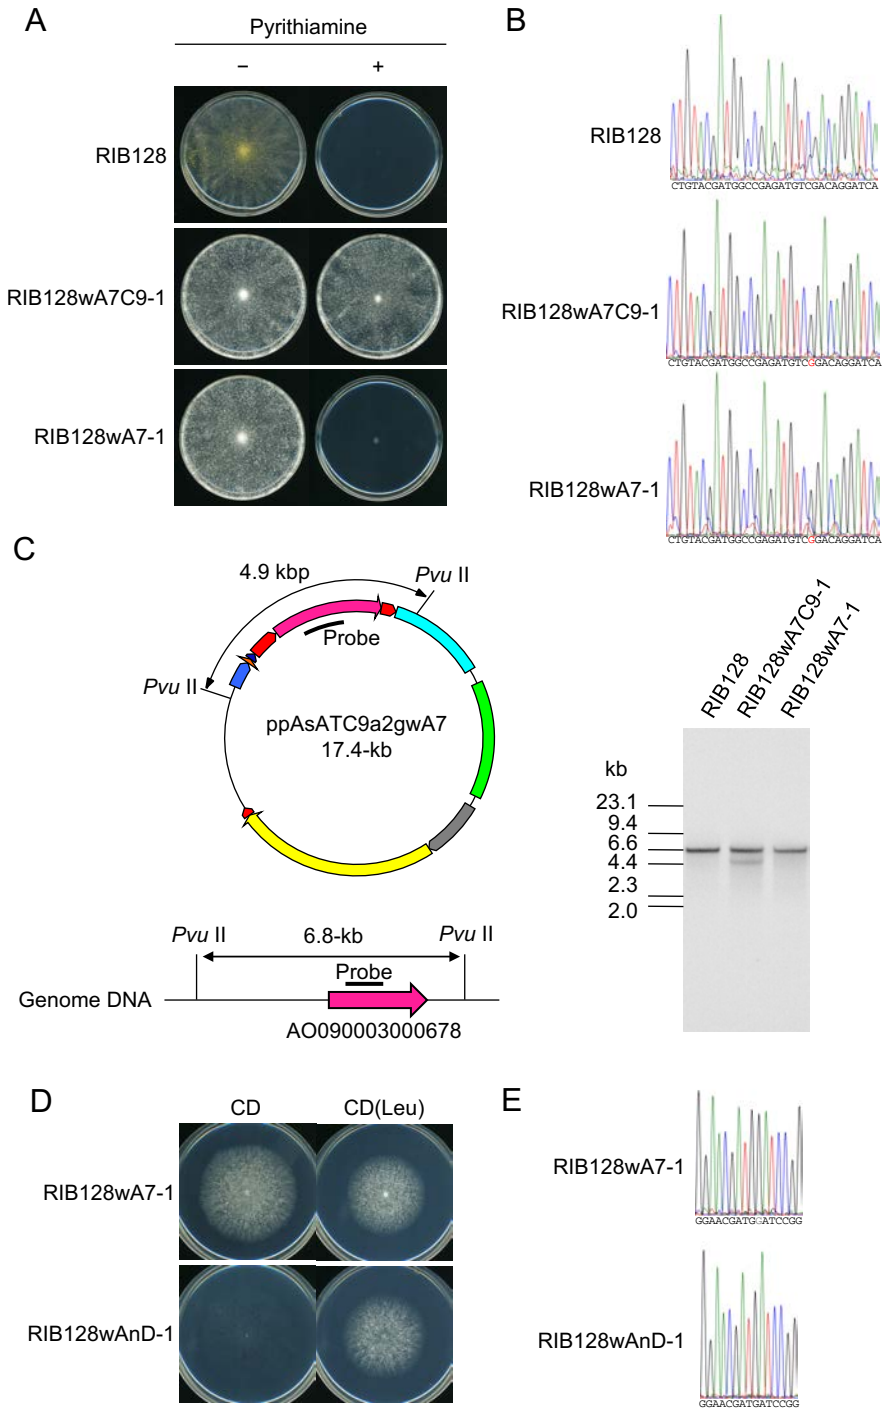 A
Pyrithiamine
− +
RIB128
RIB128wA7C9-1
RIB128wA7-1
B
RIB128
CTGTACGATGGCCGAGATGTCGACAGGATCA
RIB128wA7C9-1
CTGTACGATGGCCGAGATGTCGGACAGGATCA
RIB128wA7-1
CTGTACGATGGCCGAGATGTCGGACAGGATCA
C
4.9 kbp
Pvu II
Probe
Pvu II
ppAsATC9a2gwA7
17.4-kb
Pvu II
6.8-kb
Pvu II
Probe
Genome DNA
AO090003000678
RIB128
RIB128wA7C9-1
RIB128wA7-1
kb
23.1
9.4
6.6
4.4
2.3
2.0
D
CD CD(Leu)
RIB128wA7-1
RIB128wAnD-1
E
RIB128wA7-1
GGAACGATGGATCCGG
RIB128wAnD-1
GGAACGATGATCCGG